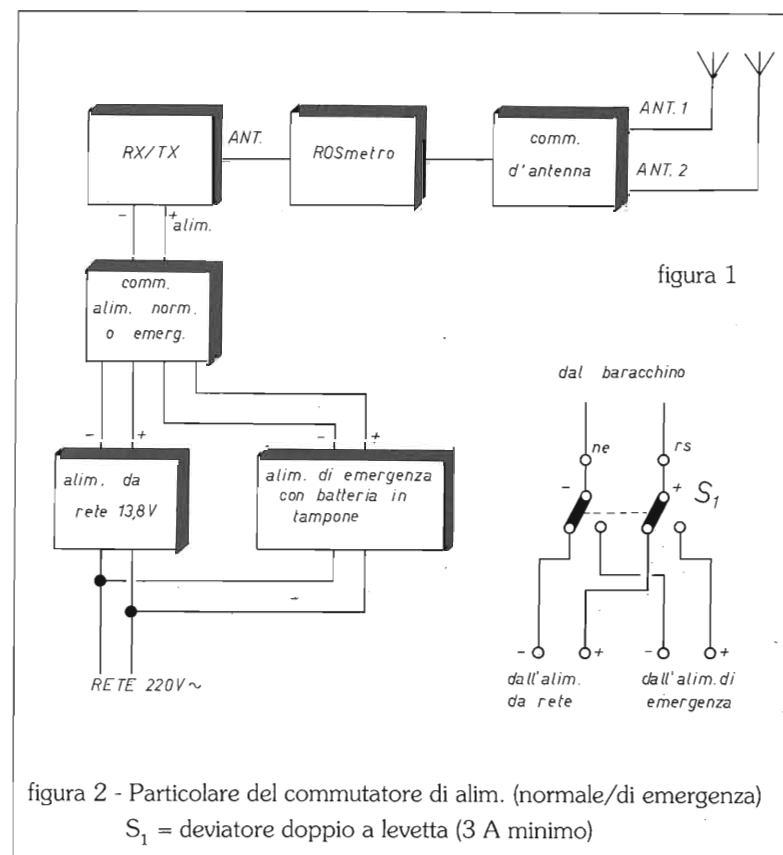 RX/TX
ANT.
ROSmetro
comm.
d'antenna
ANT. 1
ANT. 2
- +
alim.
comm.
alim. norm.
o emerg.
figura 1
- +
- +
alim. da
rete 13,8V
alim. di emergenza
con batteria in
tampone
RETE 220V~
dal baracchino
ne rs
- + S₁
- + - +
dall'alim.
da rete
dall'alim. di
emergenza
figura 2 - Particolare del commutatore di alim. (normale/di emergenza)
S₁ = deviatore doppio a levetta (3 A minimo)